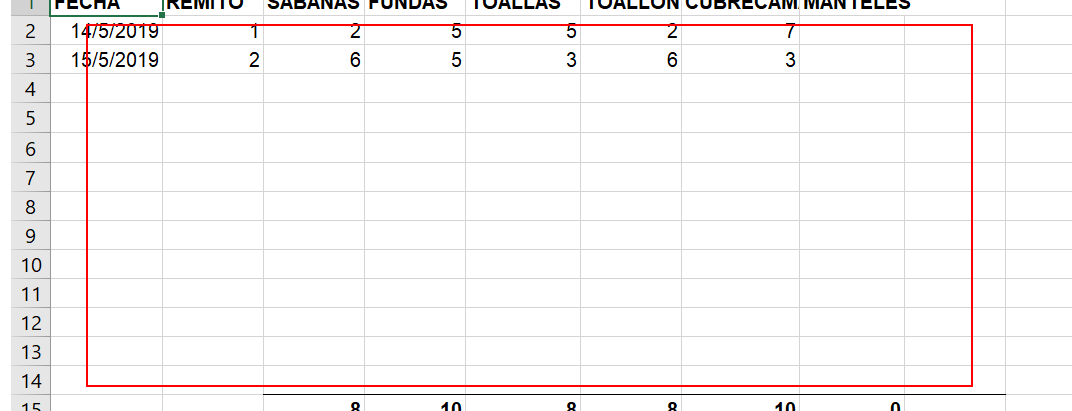 1 FECHA REMITO SABANAS FUNDAS TOALLAS TOALLON CUBRECAM MANTELES
2 14/5/2019 1 2 5 5 2 7
3 15/5/2019 2 6 5 3 6 3
4
5
6
7
8
9
10
11
12
13
14
15 8 10 8 8 10 0